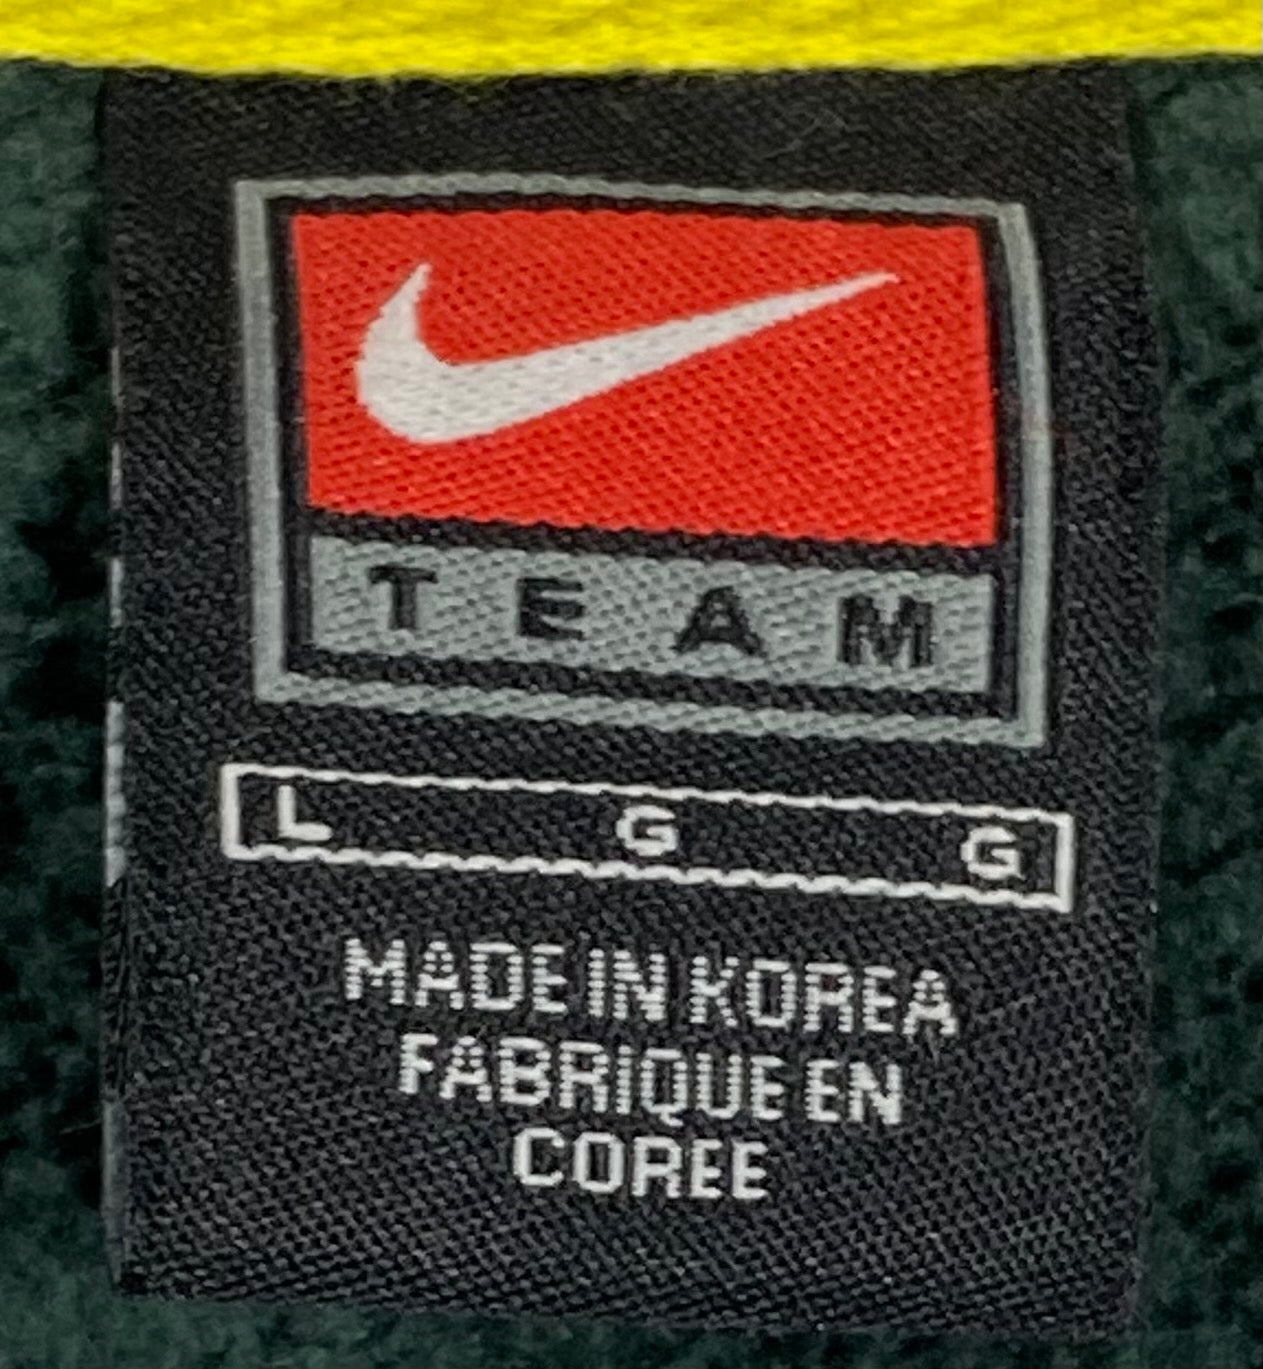 TEAM
L G G
MADE IN KOREA
FABRIQUE EN
COREE